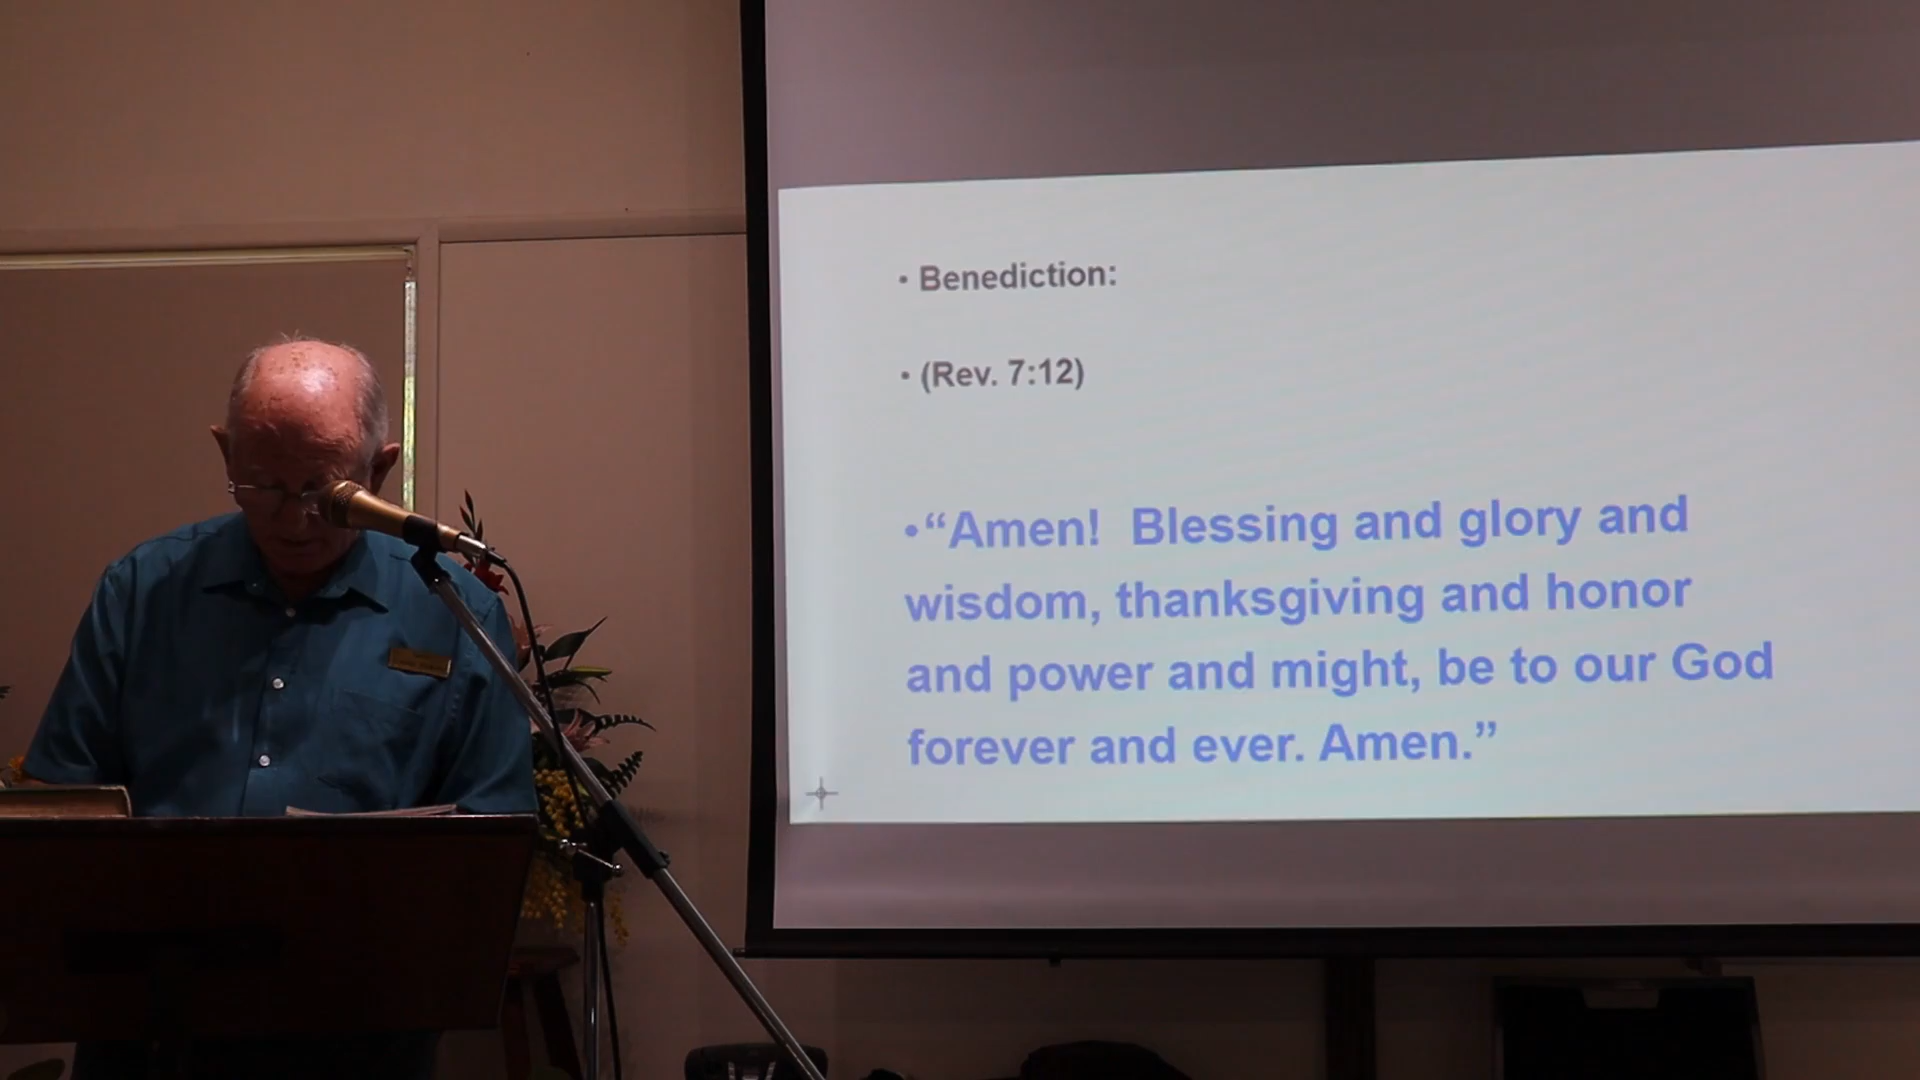 • Benediction:
• (Rev. 7:12)
•“Amen!  Blessing and glory and
wisdom, thanksgiving and honor
and power and might, be to our God
forever and ever. Amen.”